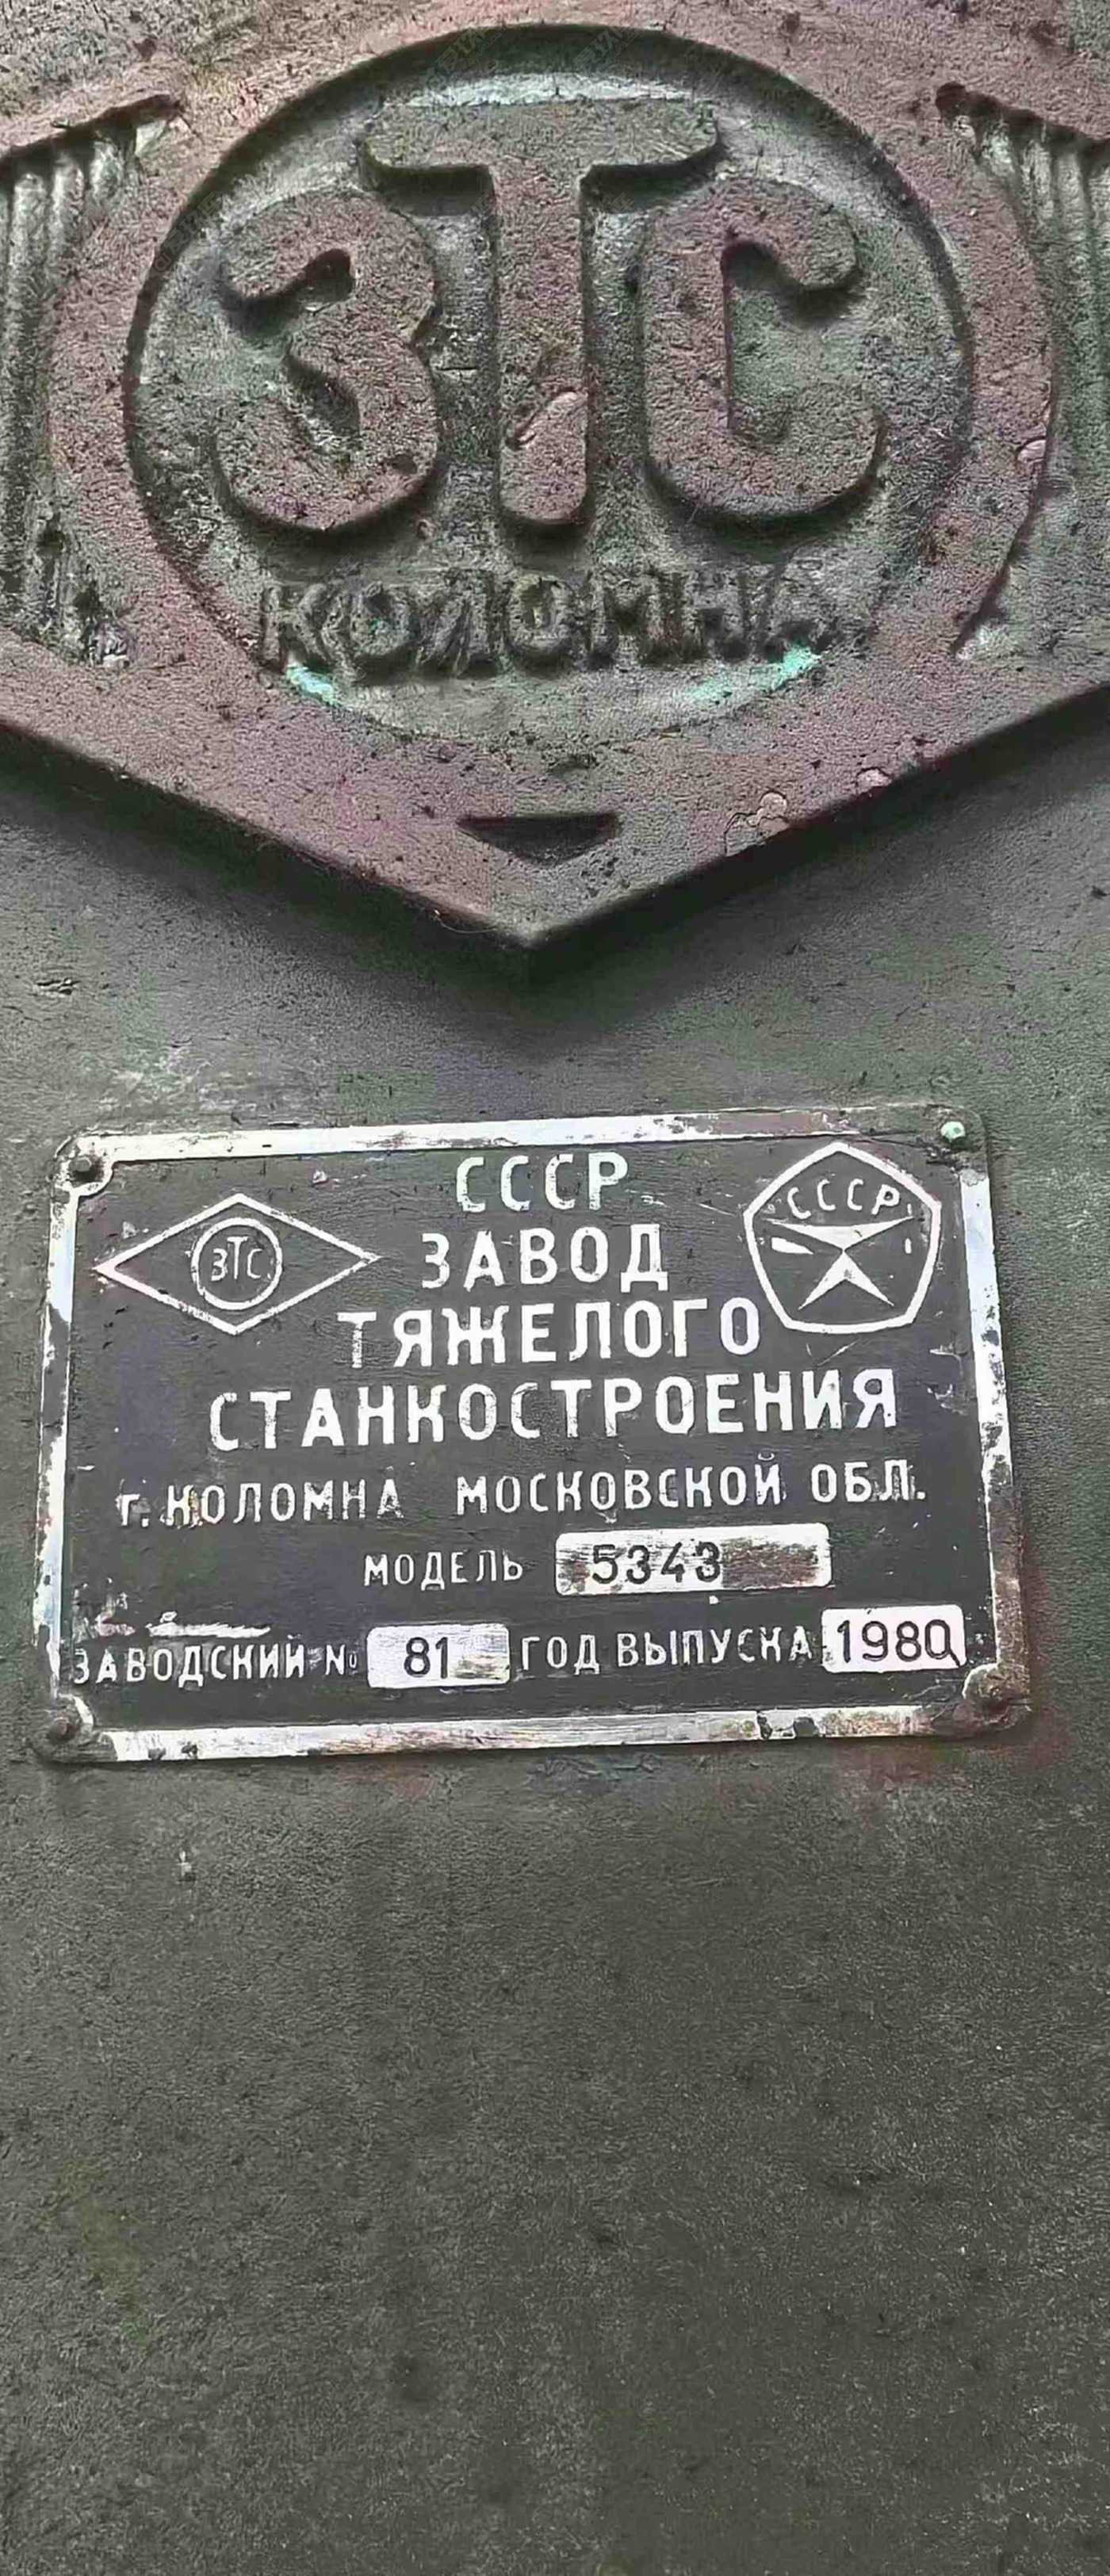 ЗТС
КОЛОМНА
СССР
ЗТС
СССР
ЗАВОД
ТЯЖЕЛОГО
СТАНКОСТРОЕНИЯ
г. КОЛОМНА МОСКОВСКОЙ ОБЛ.
МОДЕЛЬ 5343
ЗАВОДСКИЙ № 81 ГОД ВЫПУСКА 1980